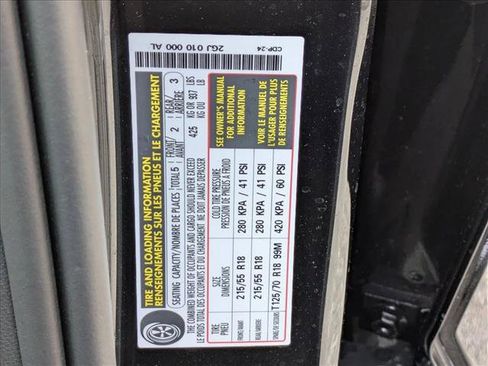 2GJ 010 000 AL
CDP-24
TIRE AND LOADING INFORMATION
RENSEIGNEMENTS SUR LES PNEUS ET LE CHARGEMENT
SEATING CAPACITY/NOMBRE DE PLACES TOTAL 5 FRONT/AVANT 2 REAR/ARRIÈRE 3
THE COMBINED WEIGHT OF OCCUPANTS AND CARGO SHOULD NEVER EXCEED 425 KG OR 937 LBS
LE POIDS TOTAL DES OCCUPANTS ET DU CHARGEMENT NE DOIT JAMAIS DÉPASSER KG OU LB
TIRE SIZE COLD TIRE PRESSURE
PNEU DIMENSIONS PRESSION DE PNEUS À FROID
FRONT/AVANT 215/55 R18 280 KPA / 41 PSI
REAR/ARRIÈRE 215/55 R18 280 KPA / 41 PSI
SPARE/DE SECOURS T125/70 R18 99M 420 KPA / 60 PSI
SEE OWNER'S MANUAL
FOR ADDITIONAL
INFORMATION
VOIR LE MANUEL DE
L'USAGER POUR PLUS
DE RENSEIGNEMENTS